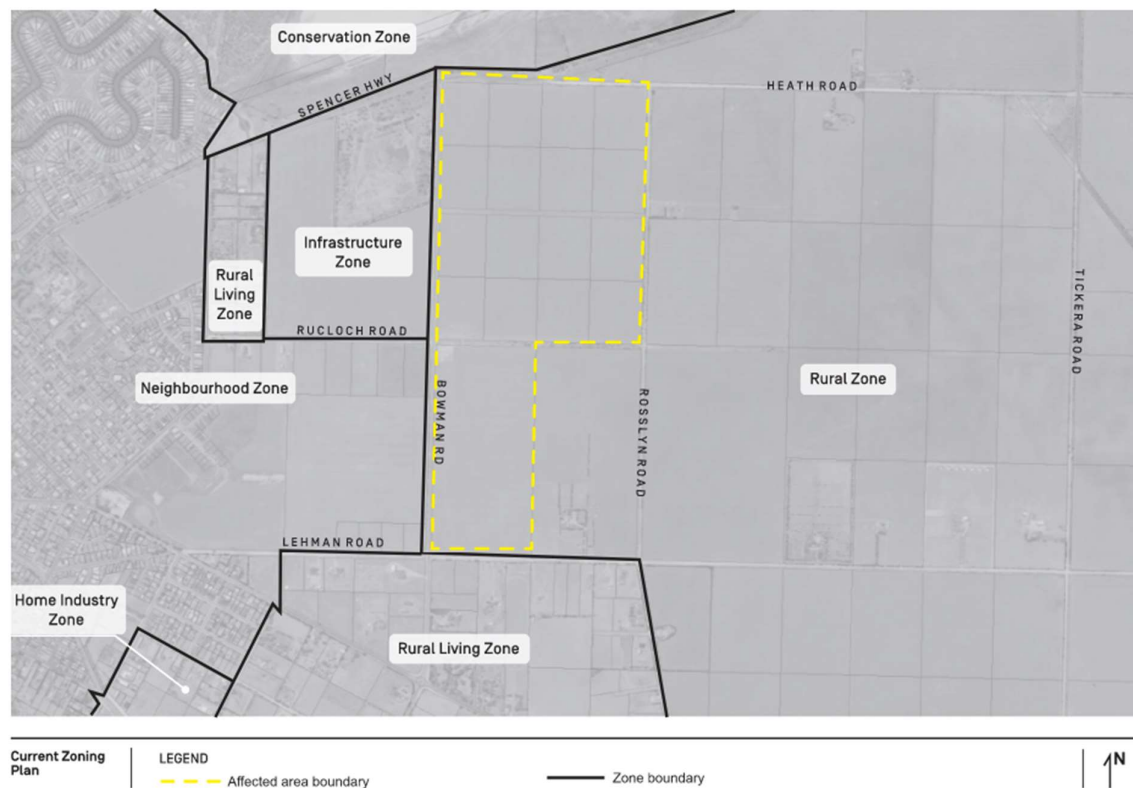 Conservation Zone
SPENCER HWY
HEATH ROAD
Infrastructure
Zone
Rural
Living
Zone
RUCLOCH ROAD
TICKERA ROAD
Neighbourhood Zone
Rural Zone
BOWMAN RD
ROSSLYN ROAD
LEHMAN ROAD
Home Industry
Zone
Rural Living Zone
Current Zoning
Plan
LEGEND
Affected area boundary
Zone boundary
N